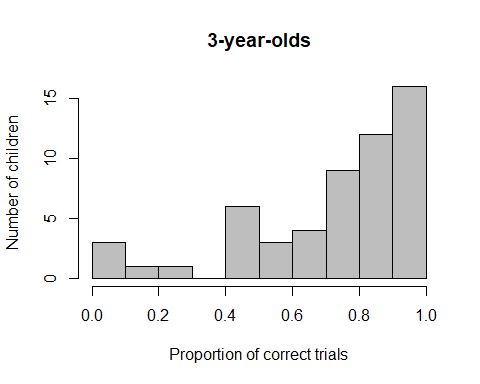 3-year-olds
Number of children
15
10
5
0
0.0 0.2 0.4 0.6 0.8 1.0
Proportion of correct trials